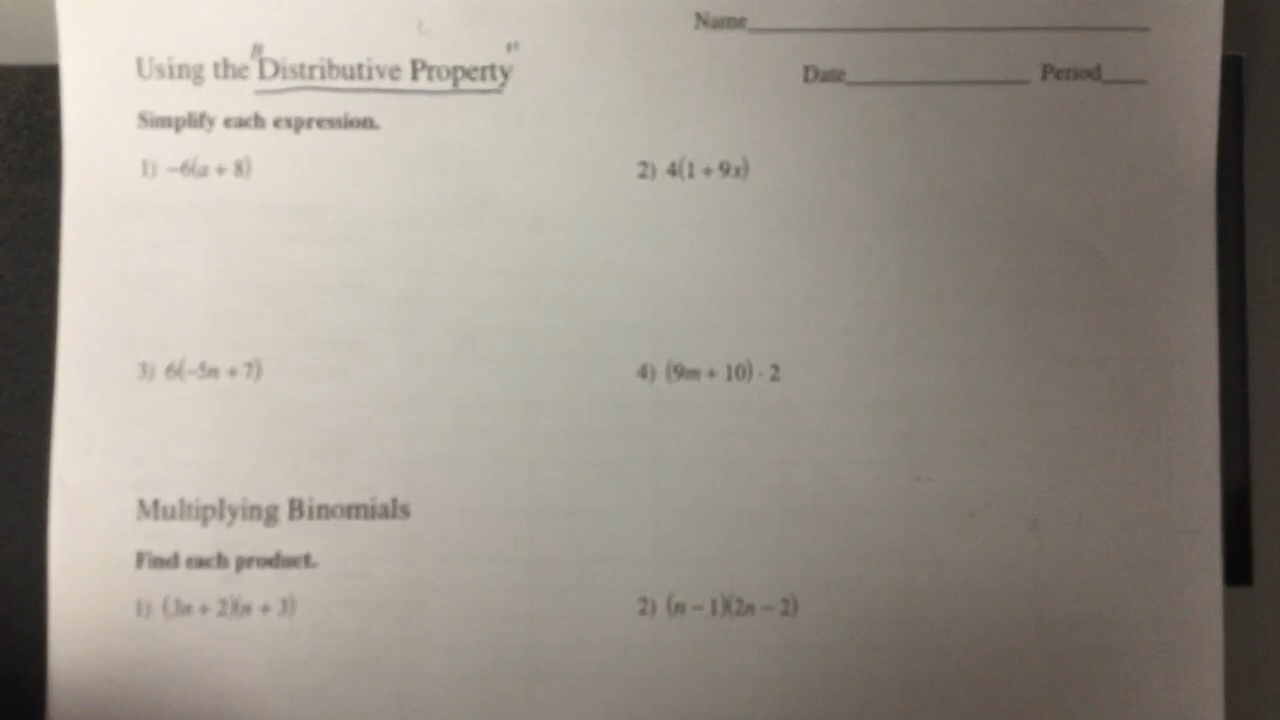 Name
Using the "Distributive Property"
Date Period
Simplify each expression.
1) −6(a + 8)
2) 4(1 + 9x)
3) 6(−5n + 7)
4) (9m + 10) · 2
Multiplying Binomials
Find each product.
1) (3n + 2)(n + 3)
2) (n − 1)(2n − 2)